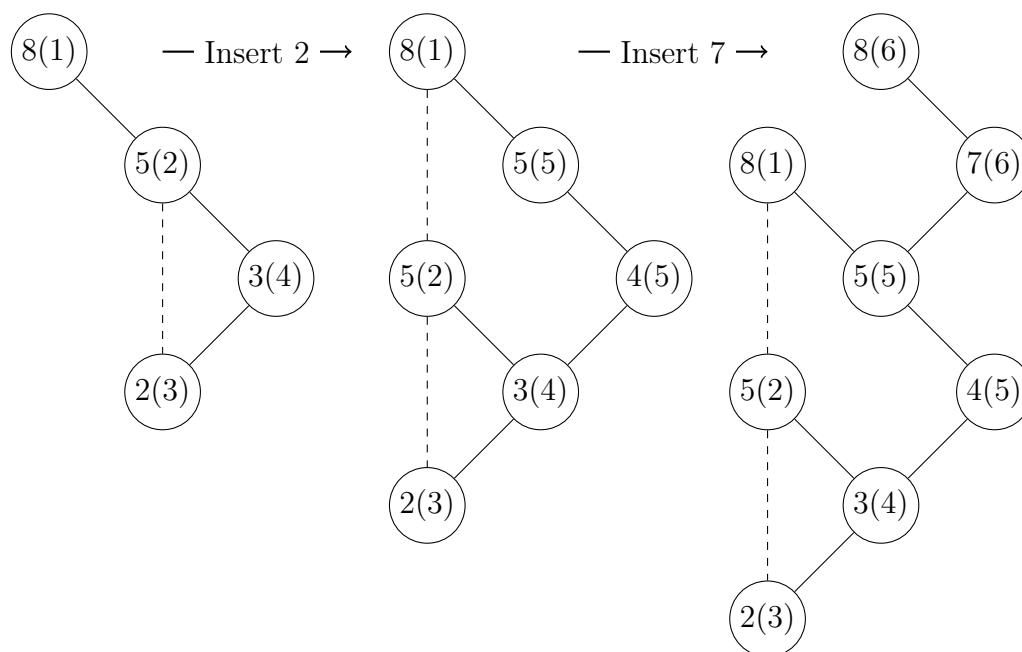 8(1) — Insert 2 → 8(1) — Insert 7 → 8(6)
5(2) 5(5) 8(1) 7(6)
3(4) 5(2) 4(5) 5(5)
2(3) 3(4) 5(2) 4(5)
2(3) 3(4)
2(3)